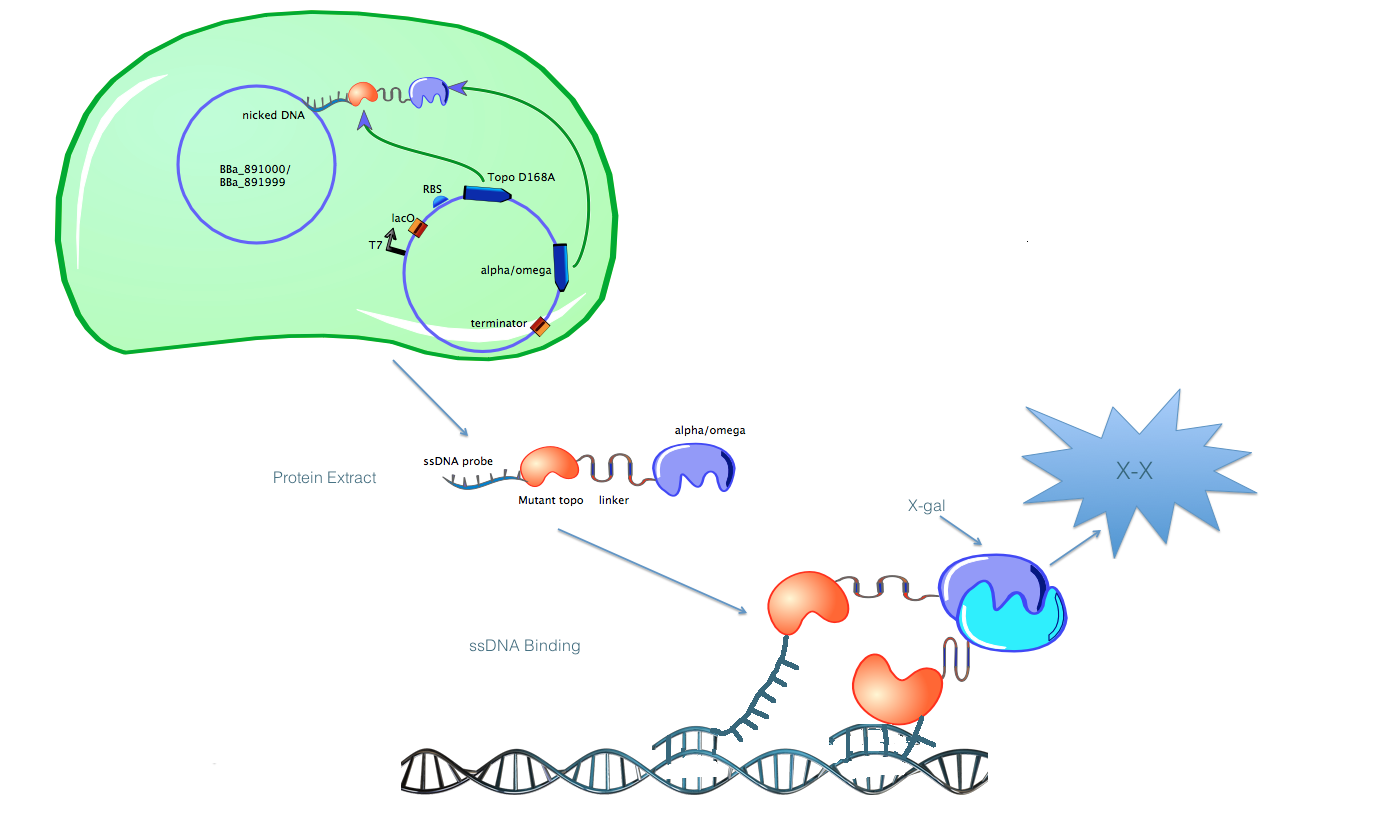 nicked DNA
BBa_891000/
BBa_891999
Topo D168A
RBS
lacO
T7
alpha/omega
terminator
alpha/omega
ssDNA probe
Protein Extract
Mutant topo
linker
X-X
X-gal
ssDNA Binding